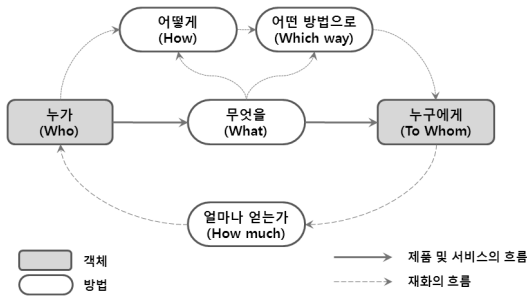 어떻게
(How)
어떤 방법으로
(Which way)
누가
(Who)
무엇을
(What)
누구에게
(To Whom)
얼마나 얻는가
(How much)
객체
방법
제품 및 서비스의 흐름
재화의 흐름